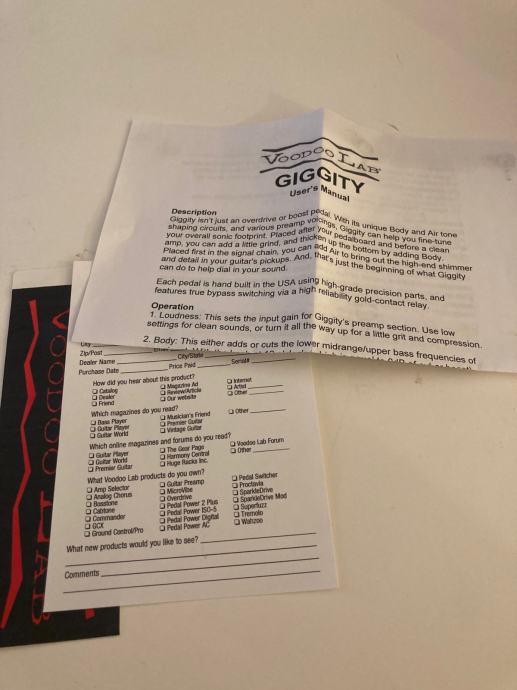 VOODOO LAB
GIGGITY
User's Manual
Description
Giggity isn't just an overdrive or boost pedal. With its unique Body and Air tone
shaping circuits, and various preamp voicings, Giggity can help you fine-tune
your overall sonic footprint. Placed after your pedalboard and before a clean
amp, you can add a little grind, and thicken up the bottom by adding Body.
Placed first in the signal chain, you can add Air to bring out the high-end shimmer
and detail in your guitar's pickups. And, that's just the beginning of what Giggity
can do to help dial in your sound.
Each pedal is hand built in the USA using high-grade precision parts, and
features true bypass switching via a high reliability gold-contact relay.
Operation
1. Loudness: This sets the input gain for Giggity's preamp section. Use low
settings for clean sounds, or turn it all the way up for a little grit and compression.
2. Body: This either adds or cuts the lower midrange/upper bass frequencies of
City
Zip/Post
Dealer Name City/State
Purchase Date Price Paid Serial#
How did you hear about this product?
Catalog Magazine Ad Internet
Dealer Review/Article Artist
Friend Our website Other
Which magazines do you read?
Bass Player Musician's Friend Other
Guitar Player Premier Guitar
Guitar World Vintage Guitar
Which online magazines and forums do you read?
Guitar Player The Gear Page Voodoo Lab Forum
Guitar World Harmony Central Other
Premier Guitar Huge Racks Inc.
What Voodoo Lab products do you own?
Amp Selector Guitar Preamp Pedal Switcher
Analog Chorus MicroVibe Proctavia
Bosstone Overdrive SparkleDrive
Cabtone Pedal Power 2 Plus SparkleDrive Mod
Commander Pedal Power ISO-5 Superfuzz
GCX Pedal Power Digital Tremolo
Ground Control/Pro Pedal Power AC Wahzoo
What new products would you like to see?
Comments
VOODOO LAB